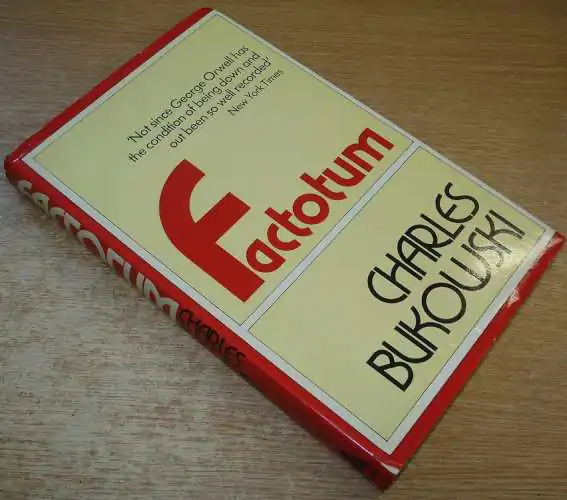 'Not since George Orwell has
the condition of being down and
out been so well recorded'
New York Times
Factotum
CHARLES
BUKOWSKI
FACTOTUM
CHARLES